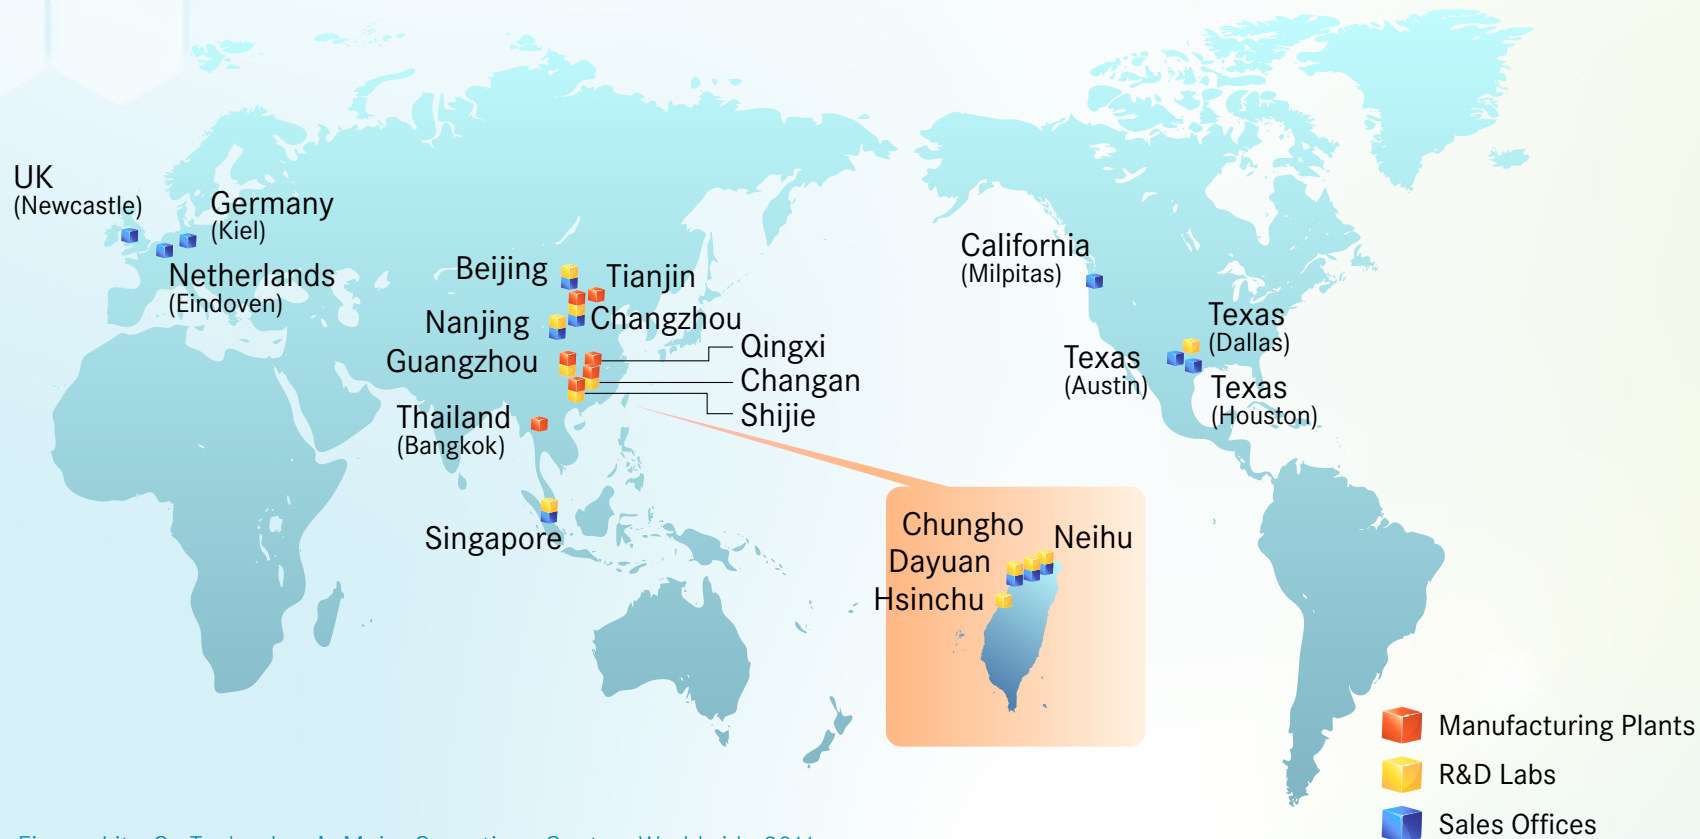 UK
(Newcastle)
Germany
(Kiel)
Netherlands
(Eindoven)
Beijing
Tianjin
Nanjing
Changzhou
Guangzhou
Qingxi
Changan
Shijie
Thailand
(Bangkok)
Singapore
California
(Milpitas)
Texas
(Dallas)
Texas
(Austin)
Texas
(Houston)
Chungho
Neihu
Dayuan
Hsinchu
Manufacturing Plants
R&D Labs
Sales Offices